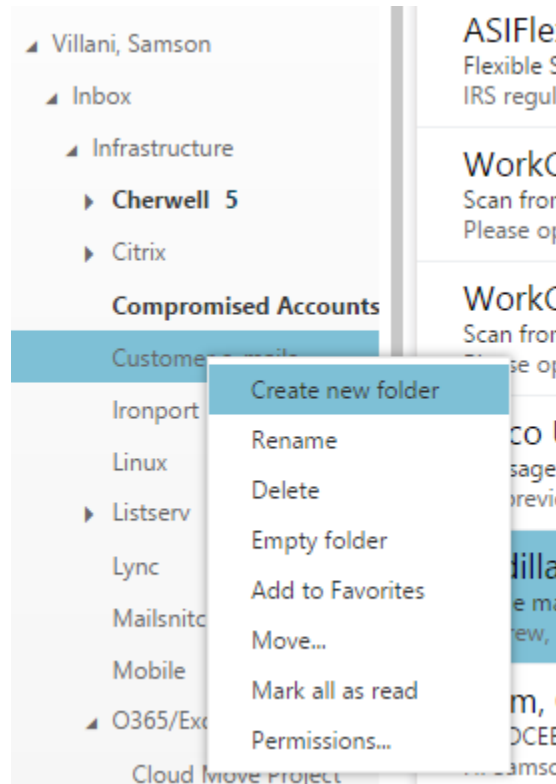 Villani, Samson
Inbox
Infrastructure
Cherwell 5
Citrix
Compromised Accounts
Customer
Ironport
Linux
Listserv
Lync
Mobile
Cloud Move Project
Create new folder
Rename
Delete
Empty folder
Add to Favorites
Move...
Mark all as read
Permissions...
Flexible
IRS
Scan
Please
Scan